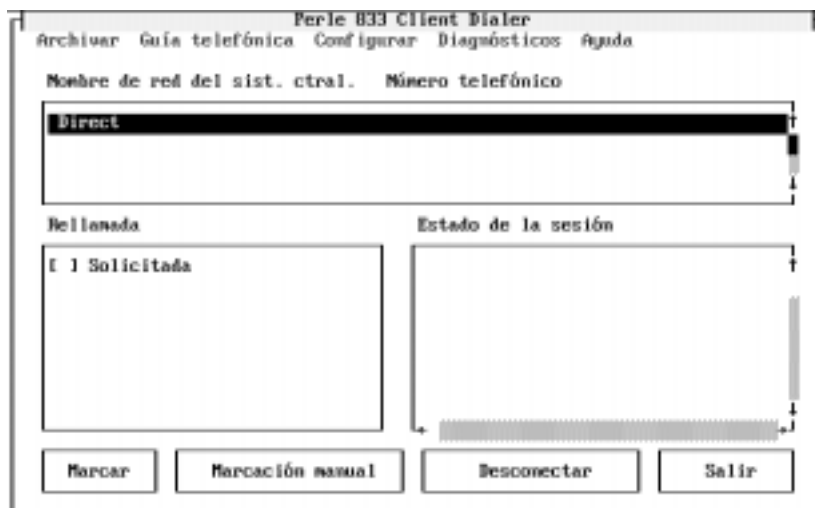 Perle 833 Client Dialer
Archivar Guía telefónica Configurar Diagnósticos Ayuda
Nombre de red del sist. ctral. Número telefónico
Direct
Rellamada Estado de la sesión
[ ] Solicitada
Marcar Marcación manual Desconectar Salir